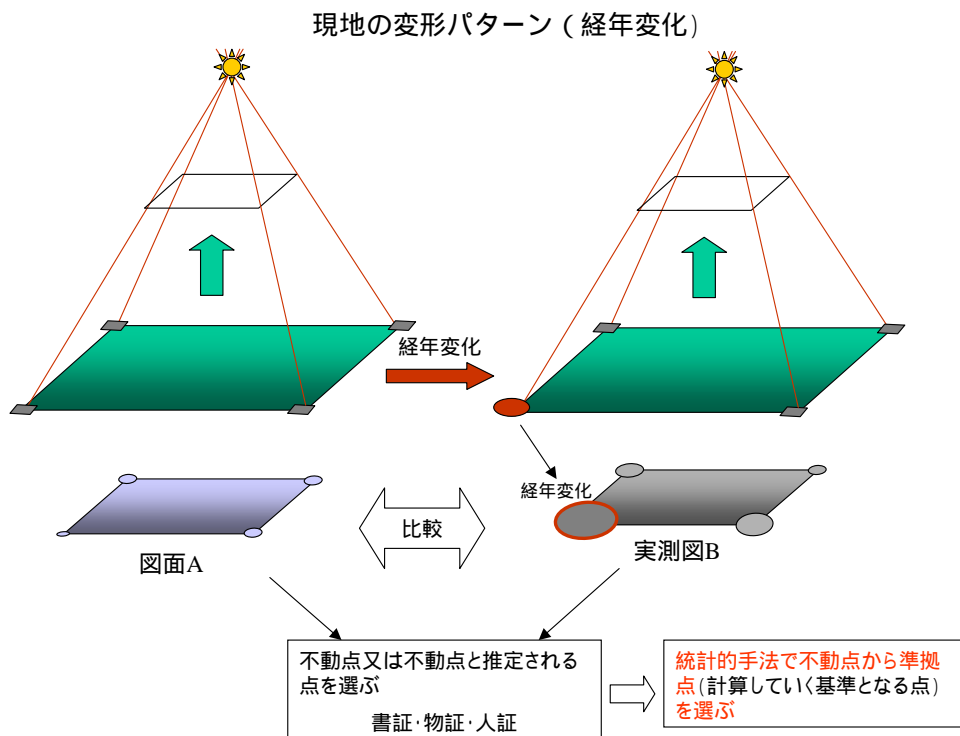 現地の変形パターン（経年変化）
経年変化
経年変化
比較
図面A
実測図B
不動点又は不動点と推定される
点を選ぶ
書証･物証･人証
統計的手法で不動点から準拠
点(計算していく基準となる点)
を選ぶ